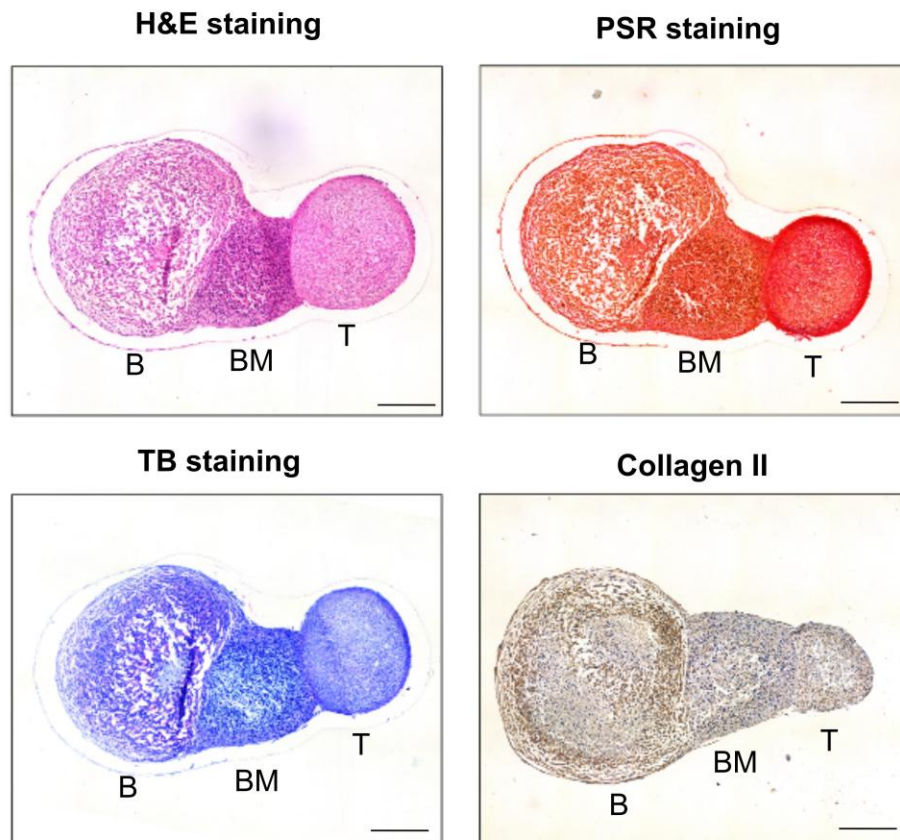 H&E staining
PSR staining
B
BM
T
B
BM
T
TB staining
Collagen II
B
BM
T
B
BM
T